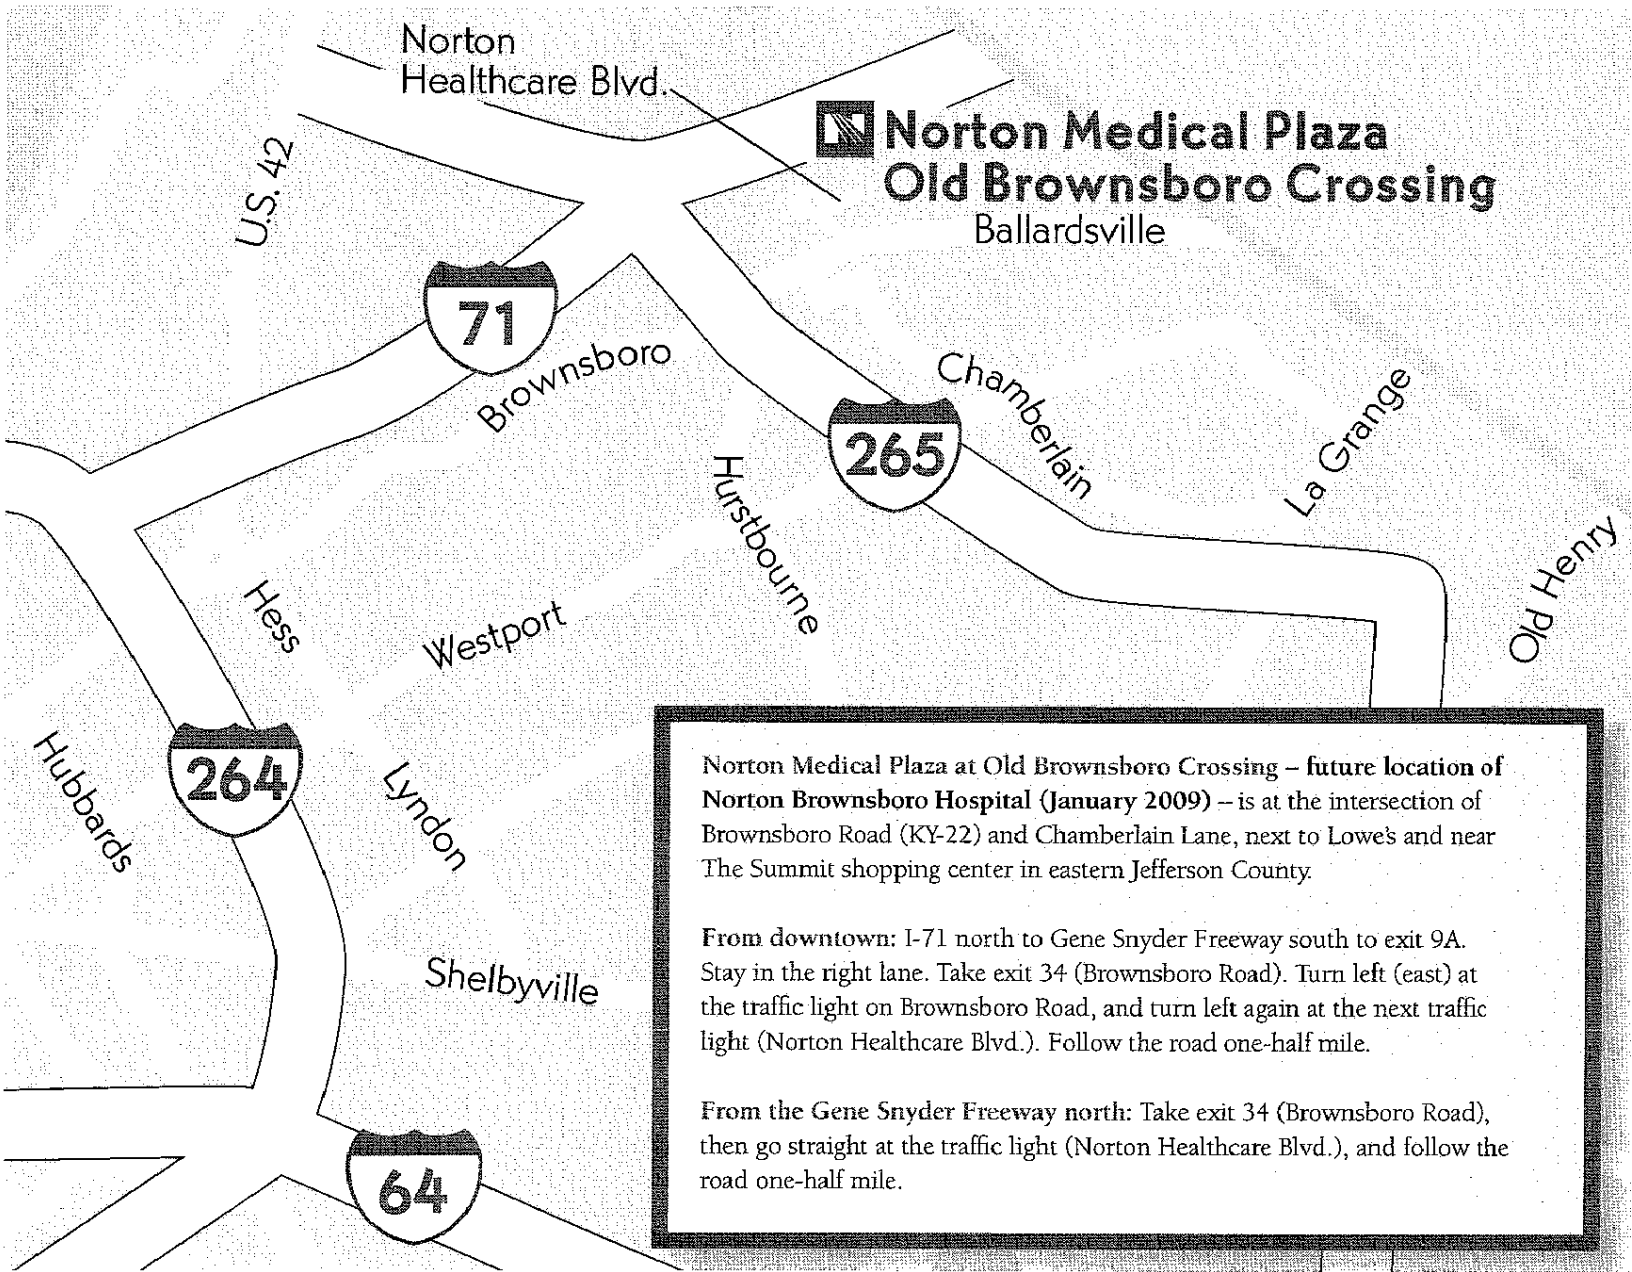 Norton
Healthcare Blvd.
Norton Medical Plaza
Old Brownsboro Crossing
Ballardsville
U.S. 42
71
Brownsboro
Chamberlain
265
La Grange
Hurstbourne
Old Henry
Hess
Westport
Hubbards
264
Lyndon
Shelbyville
64
Norton Medical Plaza at Old Brownsboro Crossing – future location of
Norton Brownsboro Hospital (January 2009) – is at the intersection of
Brownsboro Road (KY-22) and Chamberlain Lane, next to Lowe's and near
The Summit shopping center in eastern Jefferson County.
From downtown: I-71 north to Gene Snyder Freeway south to exit 9A.
Stay in the right lane. Take exit 34 (Brownsboro Road). Turn left (east) at
the traffic light on Brownsboro Road, and turn left again at the next traffic
light (Norton Healthcare Blvd.). Follow the road one-half mile.
From the Gene Snyder Freeway north: Take exit 34 (Brownsboro Road),
then go straight at the traffic light (Norton Healthcare Blvd.), and follow the
road one-half mile.